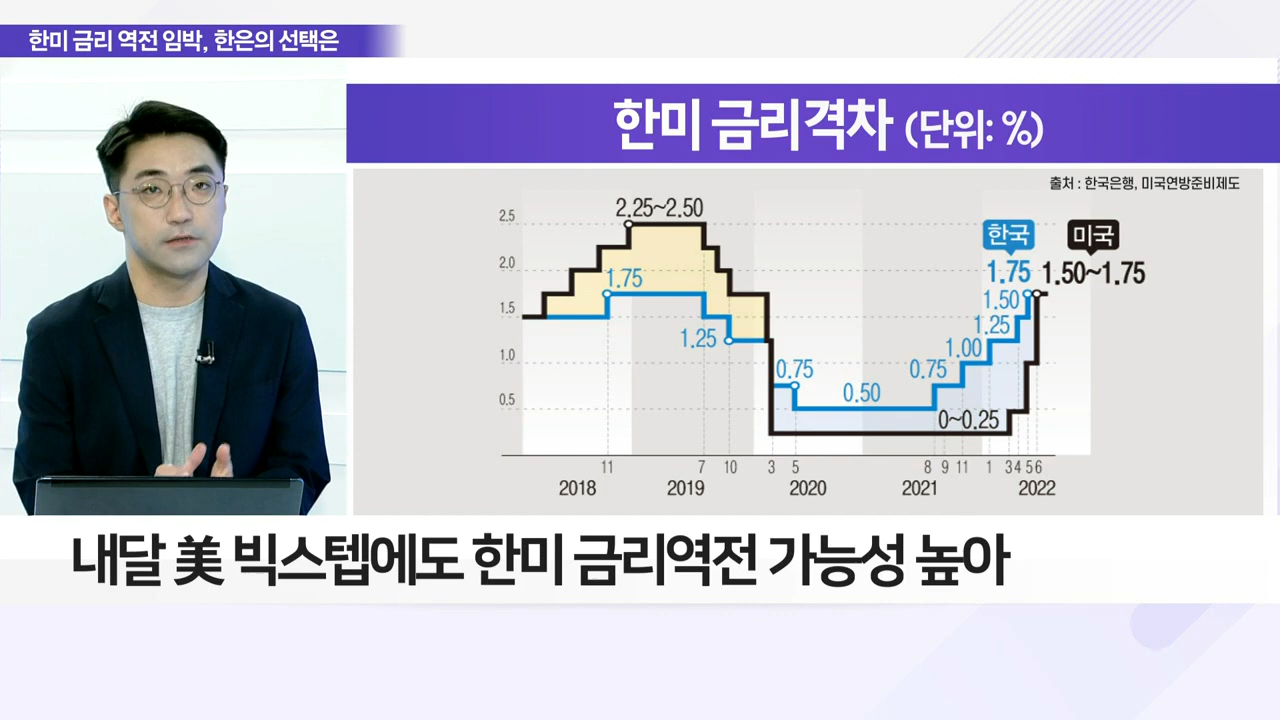 한미 금리 역전 임박, 한은의 선택은
한미 금리격차 (단위: %)
출처 : 한국은행, 미국연방준비제도
2.5
2.0
1.5
1.0
0.5
2.25~2.50
1.75
1.25
0.75
0.50
0.75
1.00
1.25
1.50
한국
1.75
미국
1.50~1.75
0~0.25
11 7 10 3 5 8 9 11 1 3 4 5 6
2018 2019 2020 2021 2022
내달 美 빅스텝에도 한미 금리역전 가능성 높아